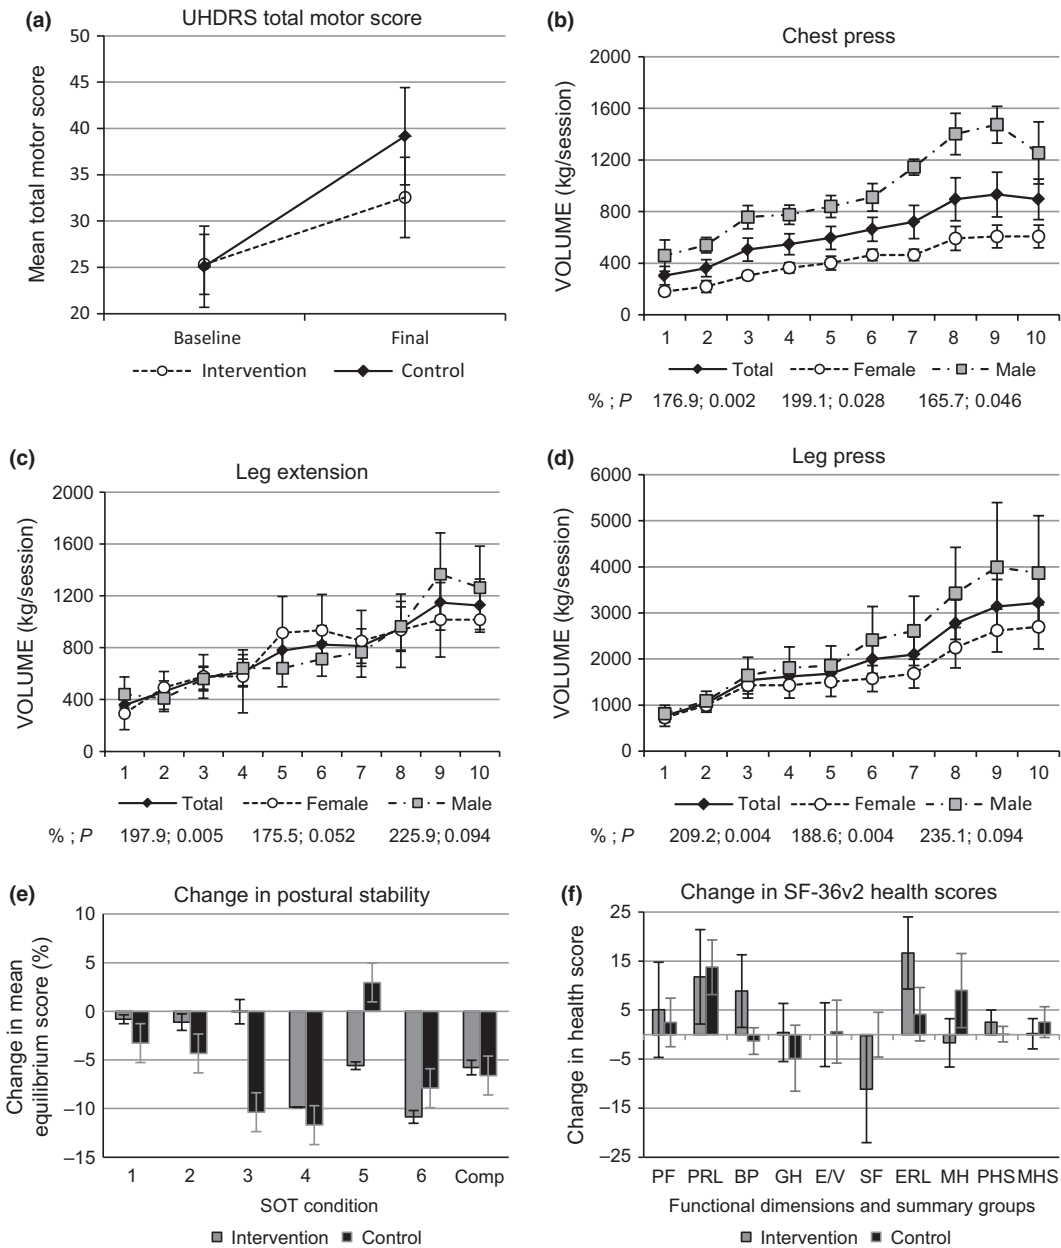 (a)
UHDRS total motor score
Mean total motor score
50
45
40
35
30
25
20
Baseline Final
Intervention Control
(b)
Chest press
VOLUME (kg/session)
2000
1600
1200
800
400
0
1 2 3 4 5 6 7 8 9 10
Total Female Male
% ; P 176.9; 0.002 199.1; 0.028 165.7; 0.046
(c)
Leg extension
VOLUME (kg/session)
2000
1600
1200
800
400
0
1 2 3 4 5 6 7 8 9 10
Total Female Male
% ; P 197.9; 0.005 175.5; 0.052 225.9; 0.094
(d)
Leg press
VOLUME (kg/session)
6000
5000
4000
3000
2000
1000
0
1 2 3 4 5 6 7 8 9 10
Total Female Male
% ; P 209.2; 0.004 188.6; 0.004 235.1; 0.094
(e)
Change in postural stability
Change in mean
equilibrium score (%)
10
5
0
−5
−10
−15
1 2 3 4 5 6 Comp
SOT condition
Intervention Control
(f)
Change in SF-36v2 health scores
Change in health score
25
15
5
−5
−15
−25
PF PRL BP GH E/V SF ERL MH PHS MHS
Functional dimensions and summary groups
Intervention Control